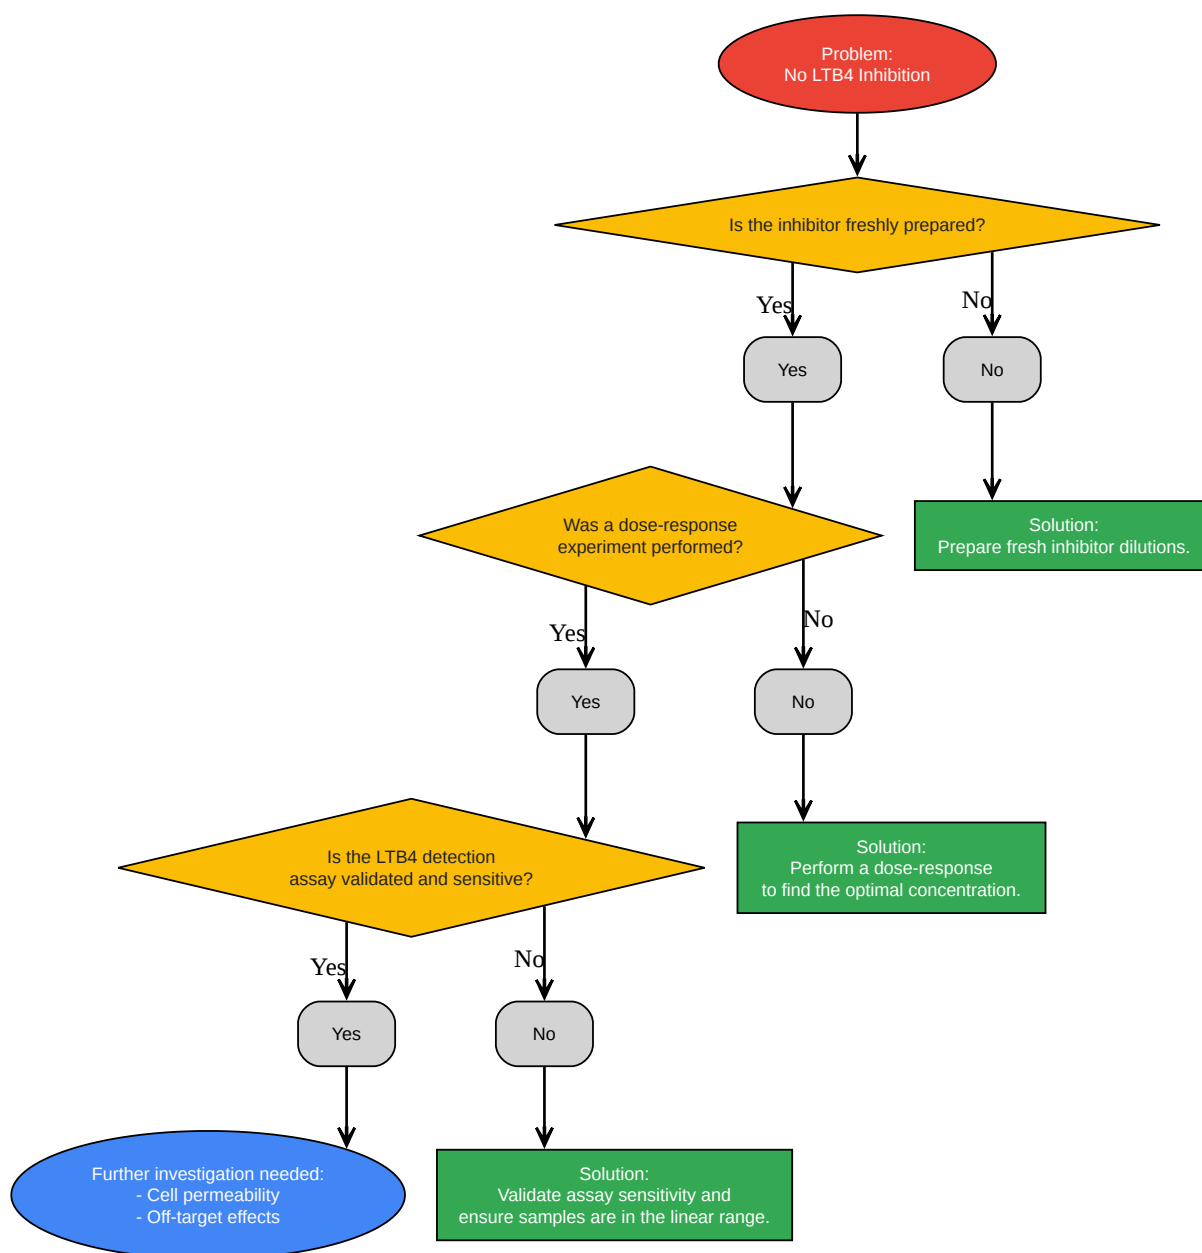 Problem:
No LTB4 Inhibition
Is the inhibitor freshly prepared?
Yes
No
Yes
No
Was a dose-response
experiment performed?
Solution:
Prepare fresh inhibitor dilutions.
Yes
No
Yes
No
Is the LTB4 detection
assay validated and sensitive?
Solution:
Perform a dose-response
to find the optimal concentration.
Yes
No
Yes
No
Further investigation needed:
- Cell permeability
- Off-target effects
Solution:
Validate assay sensitivity and
ensure samples are in the linear range.